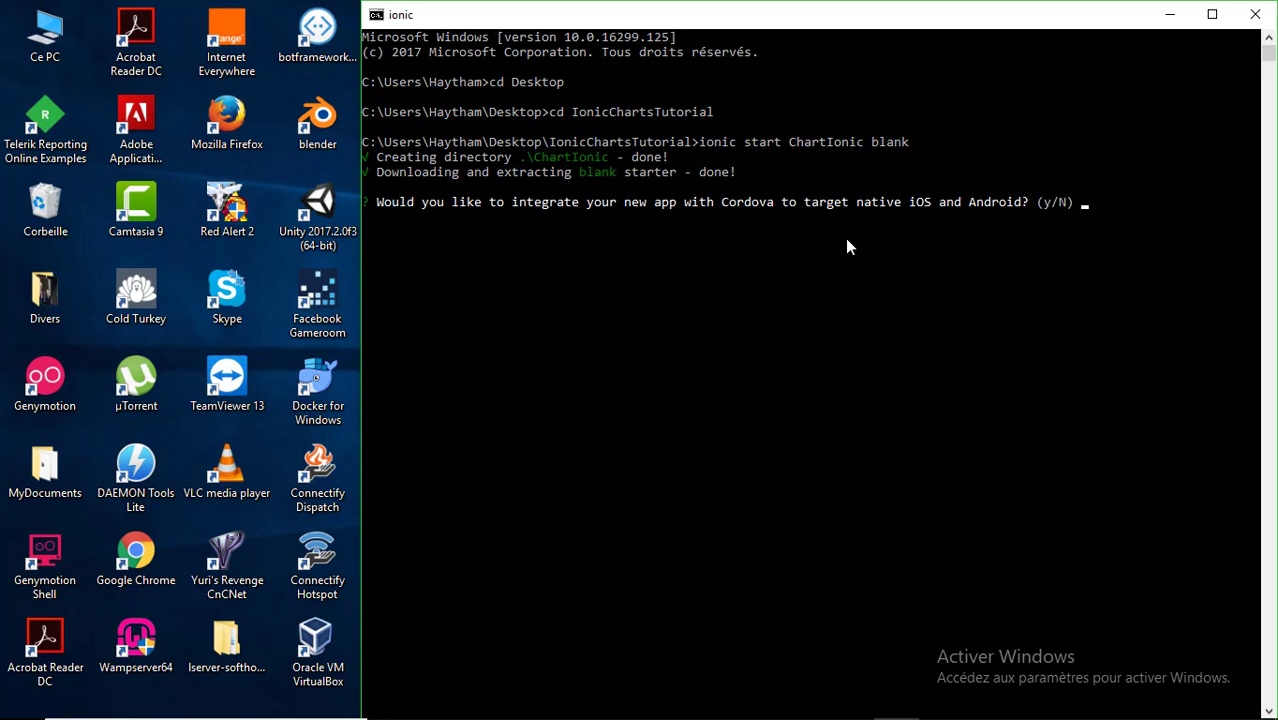 Ce PC
Acrobat
Reader DC
Internet
Everywhere
botframework...
Telerik Reporting
Online Examples
Adobe
Applicati...
Mozilla Firefox
blender
Corbeille
Camtasia 9
Red Alert 2
Unity 2017.2.0f3
(64-bit)
Divers
Cold Turkey
Skype
Facebook
Gameroom
Genymotion
µTorrent
TeamViewer 13
Docker for
Windows
MyDocuments
DAEMON Tools
Lite
VLC media player
Connectify
Dispatch
Genymotion
Shell
Google Chrome
Yuri's Revenge
CnCNet
Connectify
Hotspot
Acrobat Reader
DC
Wampserver64
lserver-softho...
Oracle VM
VirtualBox
ionic
Microsoft Windows [version 10.0.16299.125]
(c) 2017 Microsoft Corporation. Tous droits réservés.
C:\Users\Haytham>cd Desktop
C:\Users\Haytham\Desktop>cd IonicChartsTutorial
C:\Users\Haytham\Desktop\IonicChartsTutorial>ionic start ChartIonic blank
√ Creating directory .\ChartIonic - done!
√ Downloading and extracting blank starter - done!
? Would you like to integrate your new app with Cordova to target native iOS and Android? (y/N)
Activer Windows
Accédez aux paramètres pour activer Windows.